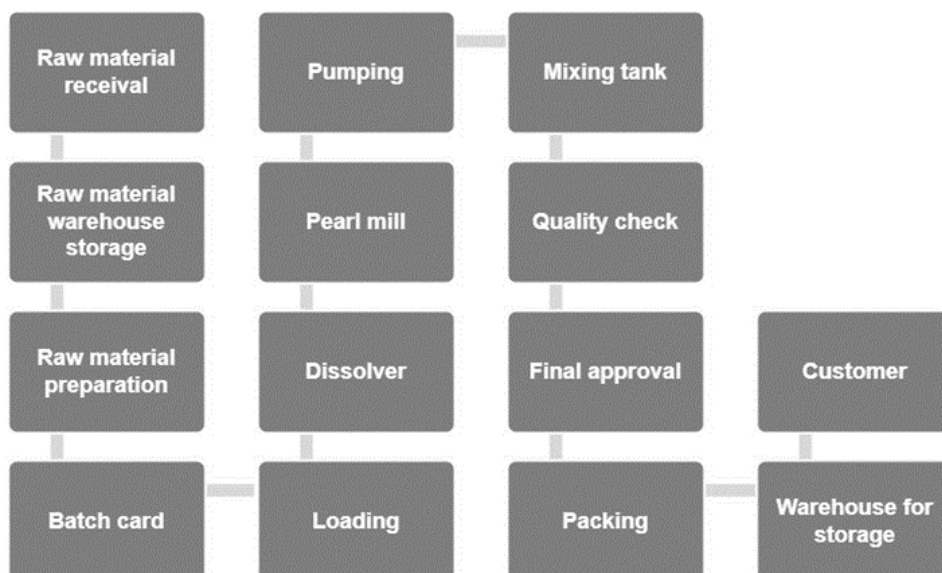 Raw material
receival
Raw material
warehouse
storage
Raw material
preparation
Batch card
Loading
Dissolver
Pearl mill
Pumping
Mixing tank
Quality check
Final approval
Packing
Warehouse for
storage
Customer